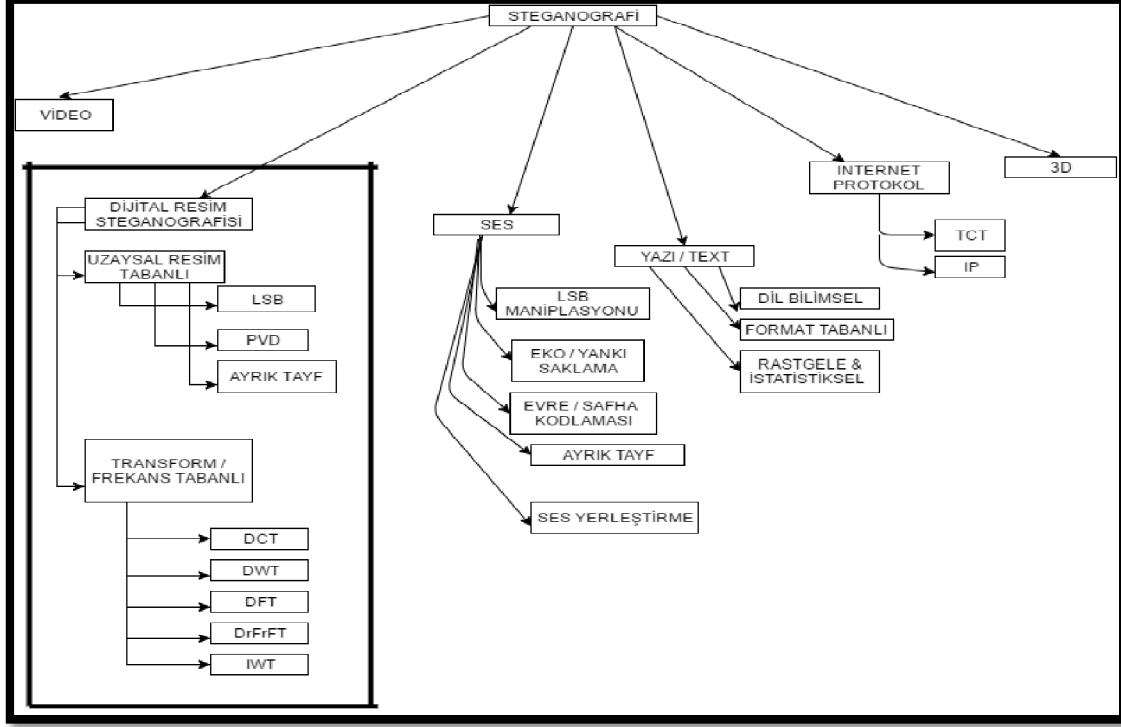 STEGANOGRAFİ
VİDEO
DİJİTAL RESİM
STEGANOGRAFİSİ
UZAYSAL RESİM
TABANLI
LSB
PVD
AYRIK TAYF
TRANSFORM /
FREKANS TABANLI
DCT
DWT
DFT
DrFrFT
IWT
SES
LSB
MANİPLASYONU
EKO / YANKI
SAKLAMA
EVRE / SAFHA
KODLAMASI
AYRIK TAYF
SES YERLEŞTİRME
YAZI / TEXT
DİL BİLİMSEL
FORMAT TABANLI
RASTGELE &
İSTATİSTİKSEL
INTERNET
PROTOKOL
TCT
IP
3D